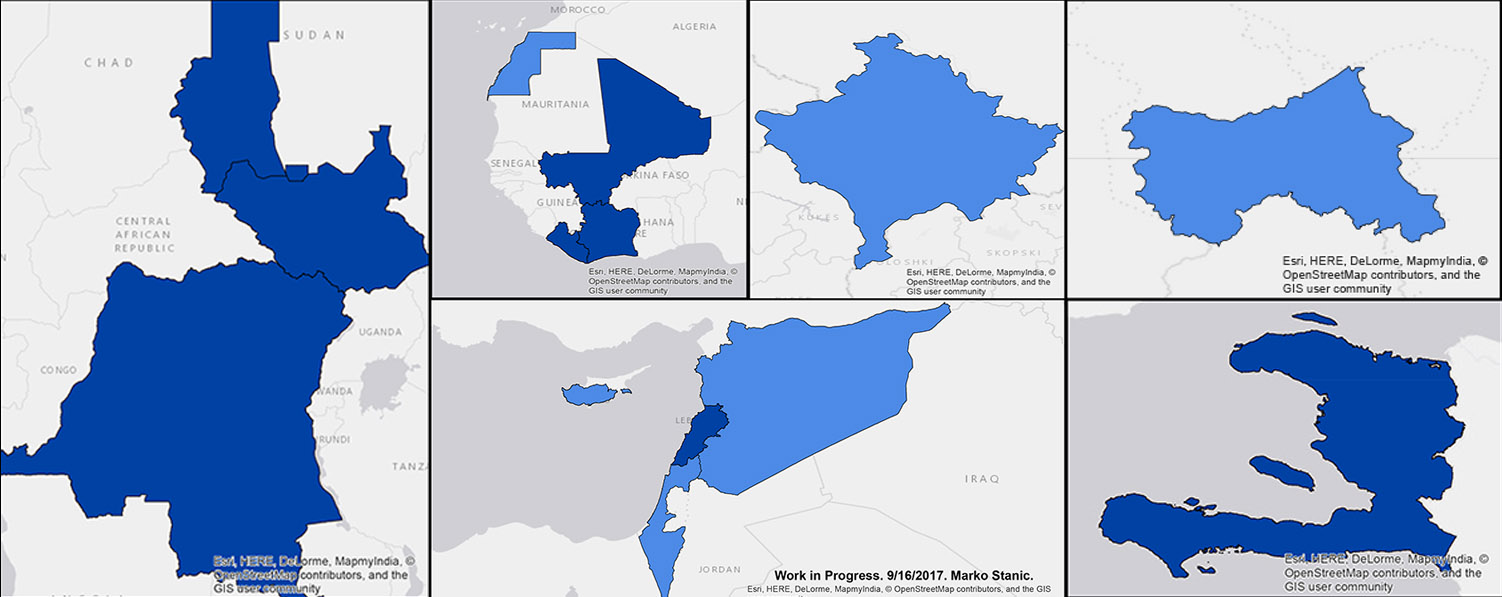 SUDAN
CHAD
CENTRAL
AFRICAN
REPUBLIC
UGANDA
CONGO
WANDA
RUNDI
TANZ
Esri, HERE, DeLorme, MapmyIndia, ©
OpenStreetMap contributors, and the
GIS user community
MOROCCO
ALGERIA
MAURITANIA
SENEGAL
KINA FASO
GUINEA
HANA
RE
NI
Esri, HERE, DeLorme, MapmyIndia, ©
OpenStreetMap contributors, and the
GIS user community
KUKES
SEV
SKOPSKI
OLOSHKI
Esri, HERE, DeLorme, MapmyIndia, ©
OpenStreetMap contributors, and the
GIS user community
Esri, HERE, DeLorme, MapmyIndia, ©
OpenStreetMap contributors, and the
GIS user community
LEB
IRAQ
JORDAN
Work in Progress. 9/16/2017. Marko Stanic.
Esri, HERE, DeLorme, MapmyIndia, © OpenStreetMap contributors, and the GIS
Esri, HERE, DeLorme, MapmyIndia, ©
OpenStreetMap contributors, and the
GIS user community